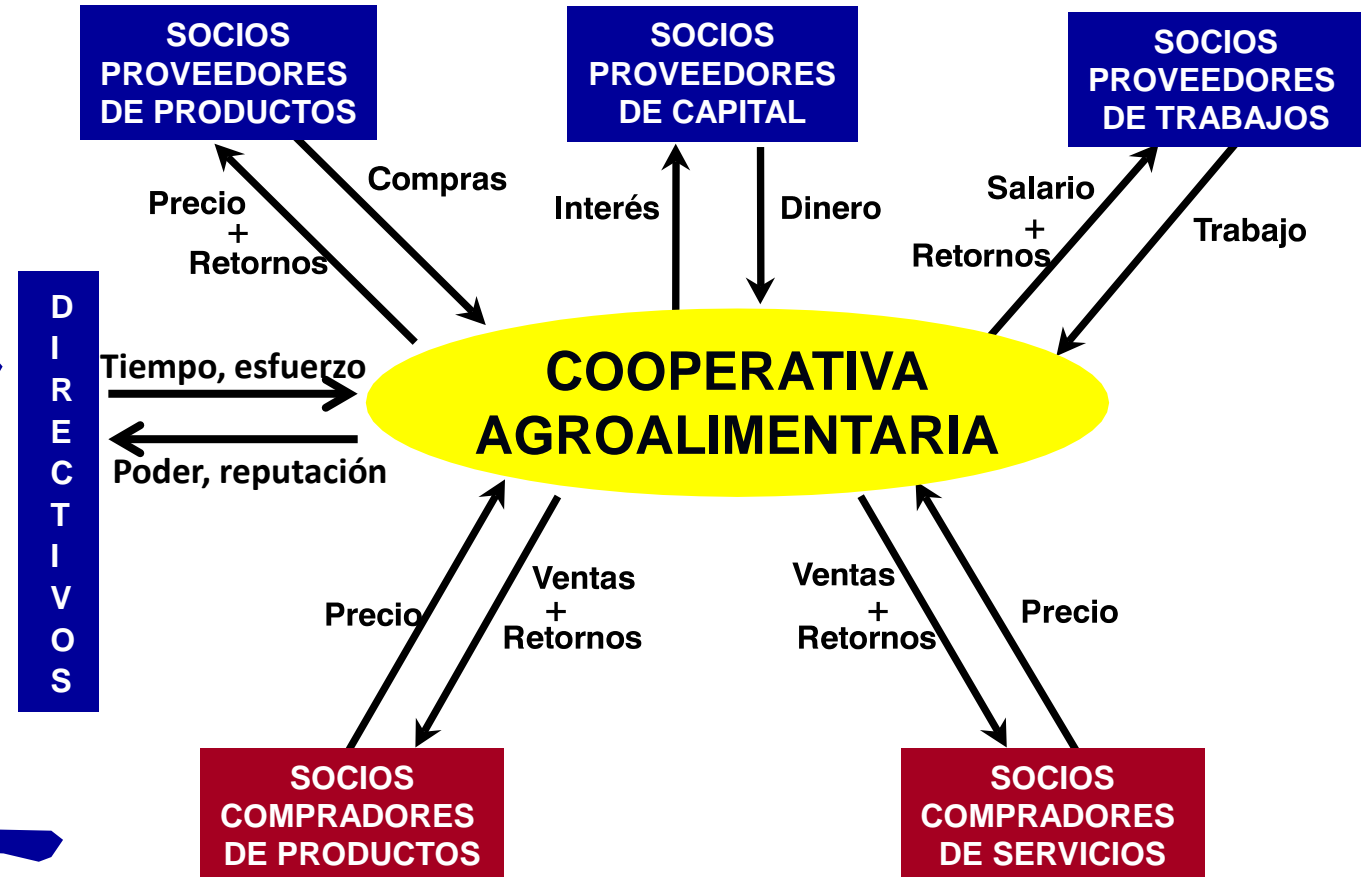 SOCIOS
PROVEEDORES
DE PRODUCTOS
SOCIOS
PROVEEDORES
DE CAPITAL
SOCIOS
PROVEEDORES
DE TRABAJOS
Precio
+
Retornos
Compras
Interés
Dinero
Salario
+
Retornos
Trabajo
D
I
R
E
C
T
I
V
O
S
Tiempo, esfuerzo
Poder, reputación
COOPERATIVA
AGROALIMENTARIA
Precio
Ventas
+
Retornos
Ventas
+
Retornos
Precio
SOCIOS
COMPRADORES
DE PRODUCTOS
SOCIOS
COMPRADORES
DE SERVICIOS